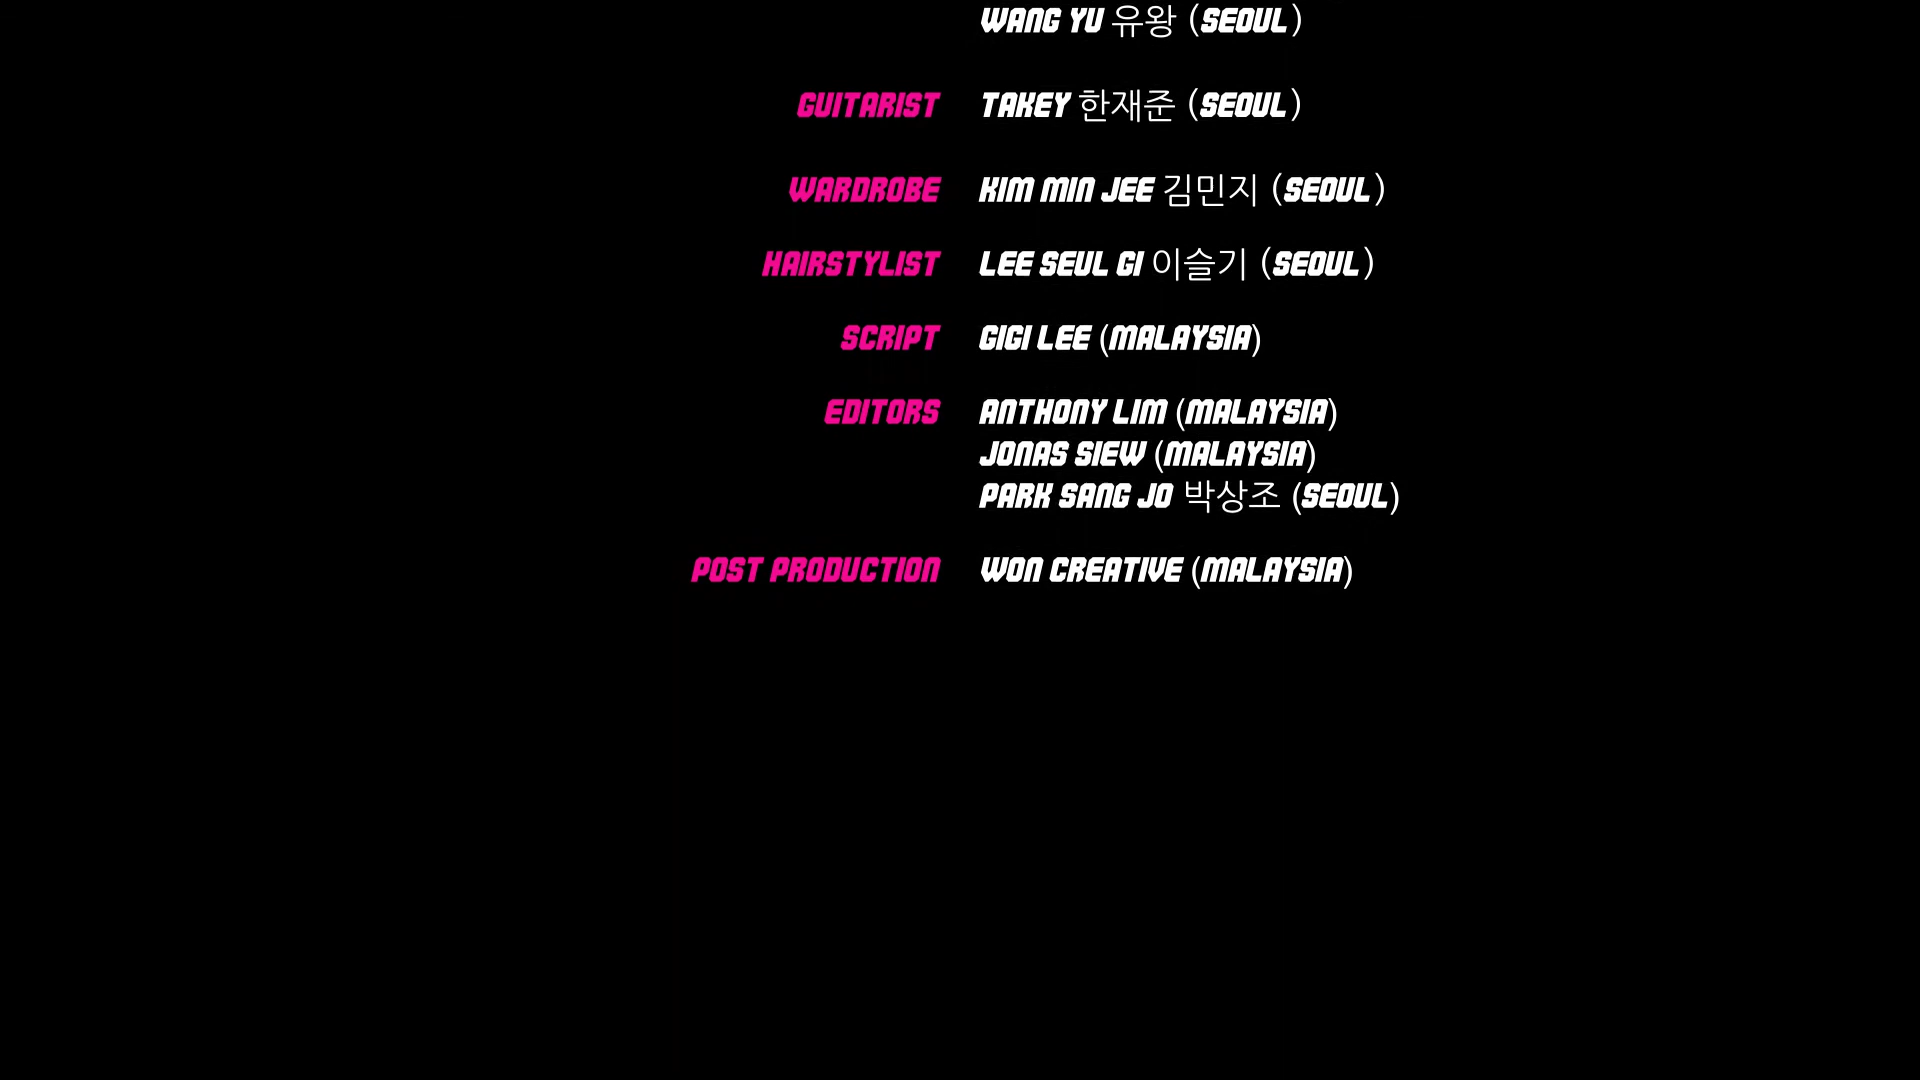 WANG YU 유왕 (SEOUL)
GUITARIST TAKEY 한재준 (SEOUL)
WARDROBE KIM MIN JEE 김민지 (SEOUL)
HAIRSTYLIST LEE SEUL GI 이슬기 (SEOUL)
SCRIPT GIGI LEE (MALAYSIA)
EDITORS ANTHONY LIM (MALAYSIA)
JONAS SIEW (MALAYSIA)
PARK SANG JO 박상조 (SEOUL)
POST PRODUCTION WON CREATIVE (MALAYSIA)